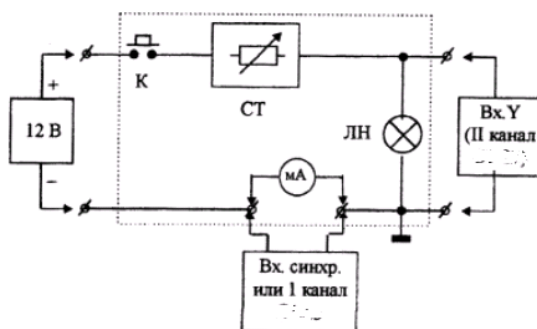 К
СТ
+
12 В
–
ЛН
мА
Вх.Y
(II канал
Вх. синхр.
или 1 канал